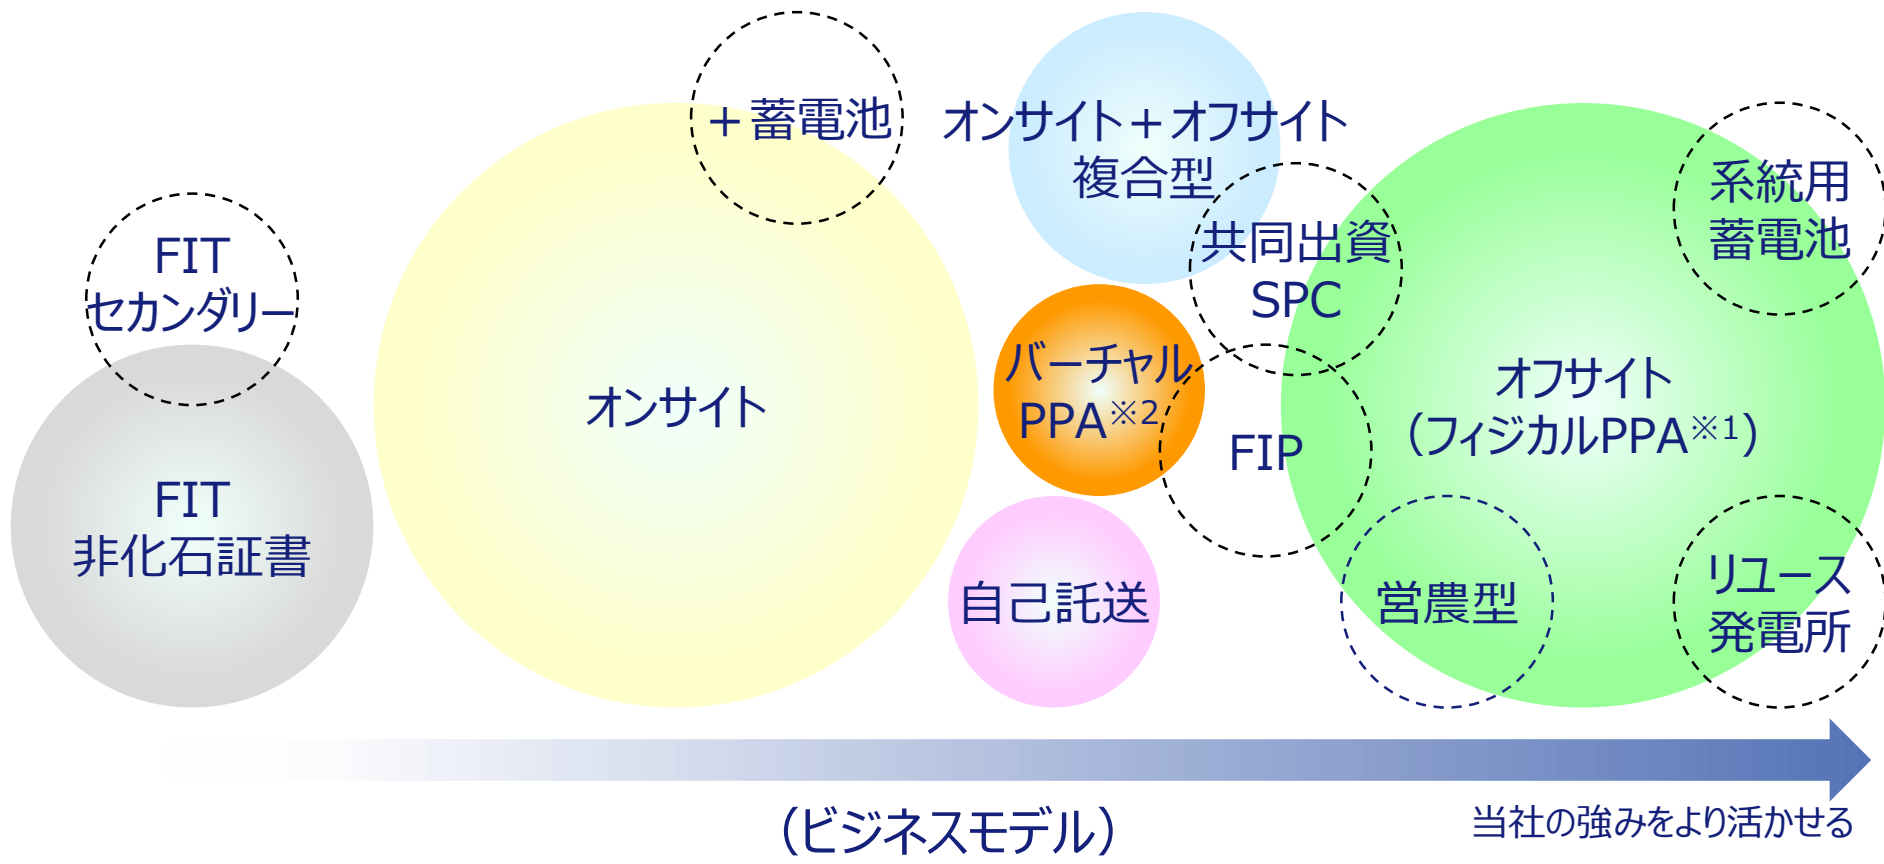 FIT
セカンダリー
FIT
非化石証書
＋蓄電池
オンサイト
オンサイト＋オフサイト
複合型
共同出資
SPC
バーチャル
PPA※2
FIP
自己託送
系統用
蓄電池
オフサイト
（フィジカルPPA※1）
営農型
リユース
発電所
（ビジネスモデル）
当社の強みをより活かせる